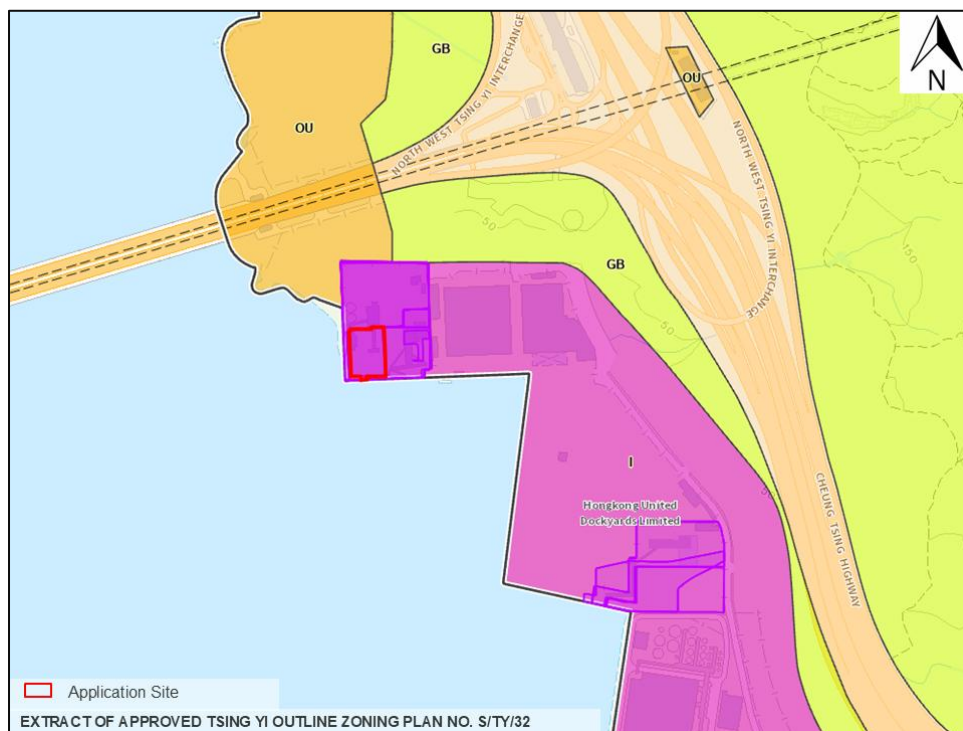 GB
N
OU
OU
NORTH WEST TSING YI INTERCHANGE
NORTH WEST TSING YI INTERCHANGE
50
GB
150
50
I
Hongkong United
Dockyards Limited
50
CHEUNG TSING HIGHWAY
Application Site
EXTRACT OF APPROVED TSING YI OUTLINE ZONING PLAN NO. S/TY/32